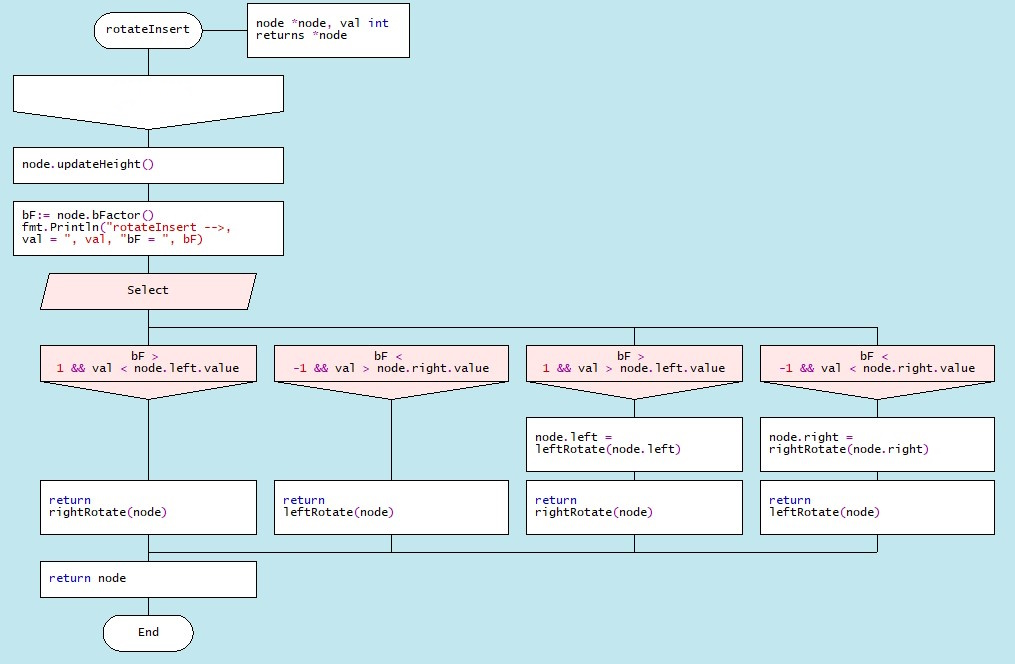 rotateInsert
node *node, val int
returns *node
node.updateHeight()
bF:= node.bFactor()
fmt.Println("rotateInsert -->,
val = ", val, "bF = ", bF)
Select
bF >
1 && val < node.left.value
bF <
-1 && val > node.right.value
bF >
1 && val > node.left.value
bF <
-1 && val < node.right.value
node.left =
leftRotate(node.left)
node.right =
rightRotate(node.right)
return
rightRotate(node)
return
leftRotate(node)
return
rightRotate(node)
return
leftRotate(node)
return node
End